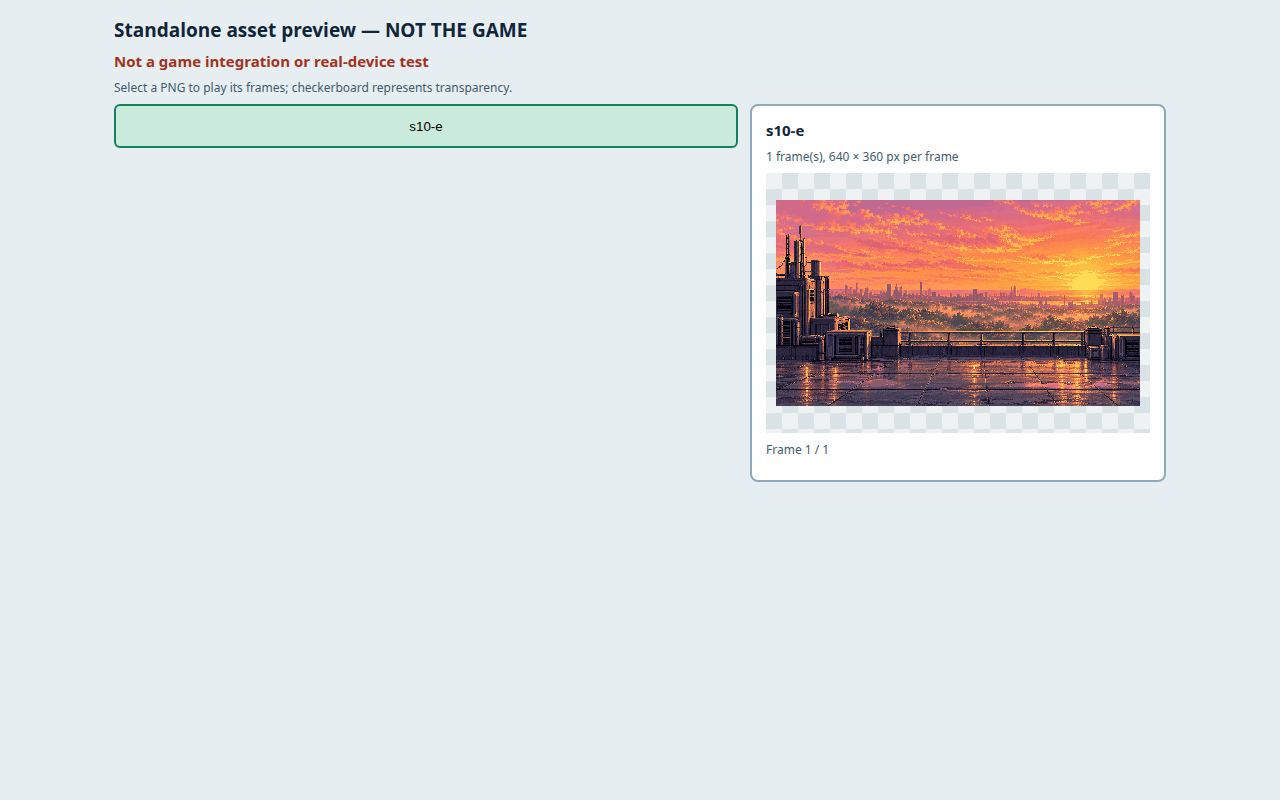 Standalone asset preview — NOT THE GAME
Not a game integration or real-device test
Select a PNG to play its frames; checkerboard represents transparency.
s10-e
s10-e
1 frame(s), 640 × 360 px per frame
Frame 1 / 1